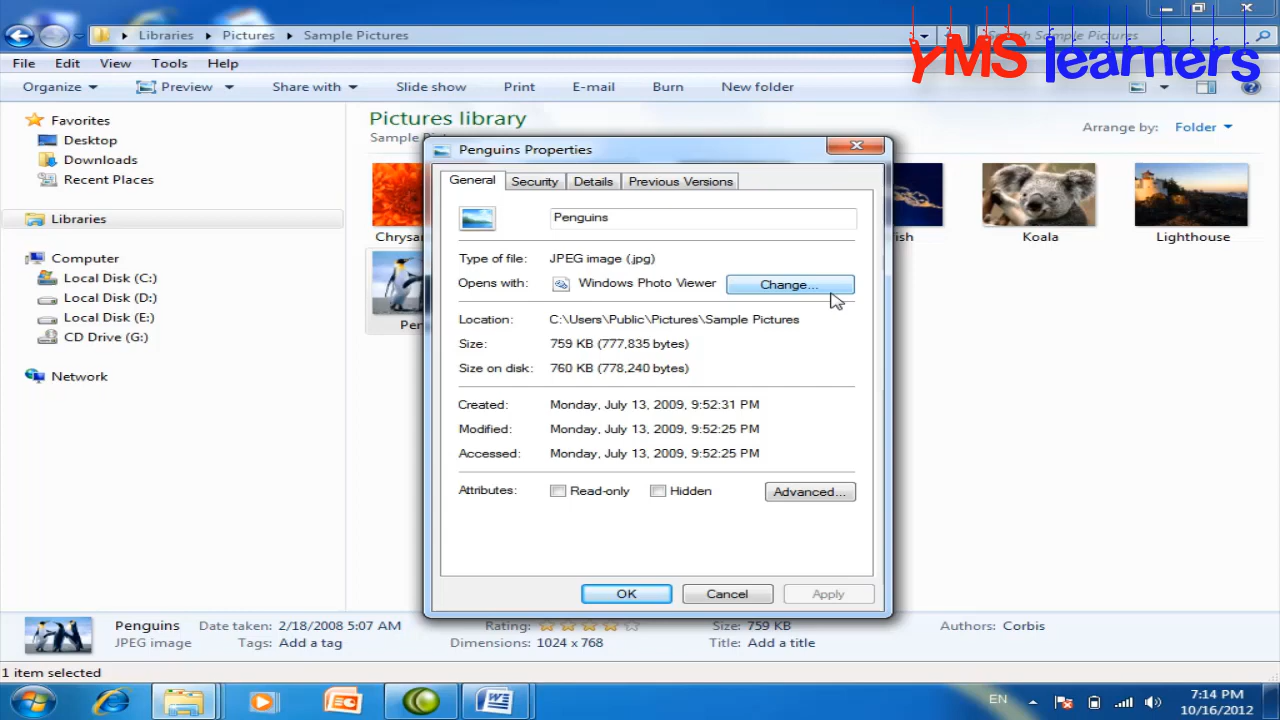 YMS learners
Libraries Pictures Sample Pictures
Search Sample Pictures
File Edit View Tools Help
Organize Preview Share with Slide show Print E-mail Burn New folder
Favorites
Desktop
Downloads
Recent Places
Libraries
Computer
Local Disk (C:)
Local Disk (D:)
Local Disk (E:)
CD Drive (G:)
Network
Pictures library
Sample Pic
Arrange by: Folder
Chrys
ish
Koala
Lighthouse
Pen
Penguins Properties
General Security Details Previous Versions
Penguins
Type of file: JPEG image (.jpg)
Opens with: Windows Photo Viewer Change...
Location: C:\Users\Public\Pictures\Sample Pictures
Size: 759 KB (777,835 bytes)
Size on disk: 760 KB (778,240 bytes)
Created: Monday, July 13, 2009, 9:52:31 PM
Modified: Monday, July 13, 2009, 9:52:25 PM
Accessed: Monday, July 13, 2009, 9:52:25 PM
Attributes: Read-only Hidden Advanced...
OK Cancel Apply
Penguins Date taken: 2/18/2008 5:07 AM Rating: Size: 759 KB Authors: Corbis
JPEG image Tags: Add a tag Dimensions: 1024 x 768 Title: Add a title
1 item selected
EN
7:14 PM
10/16/2012